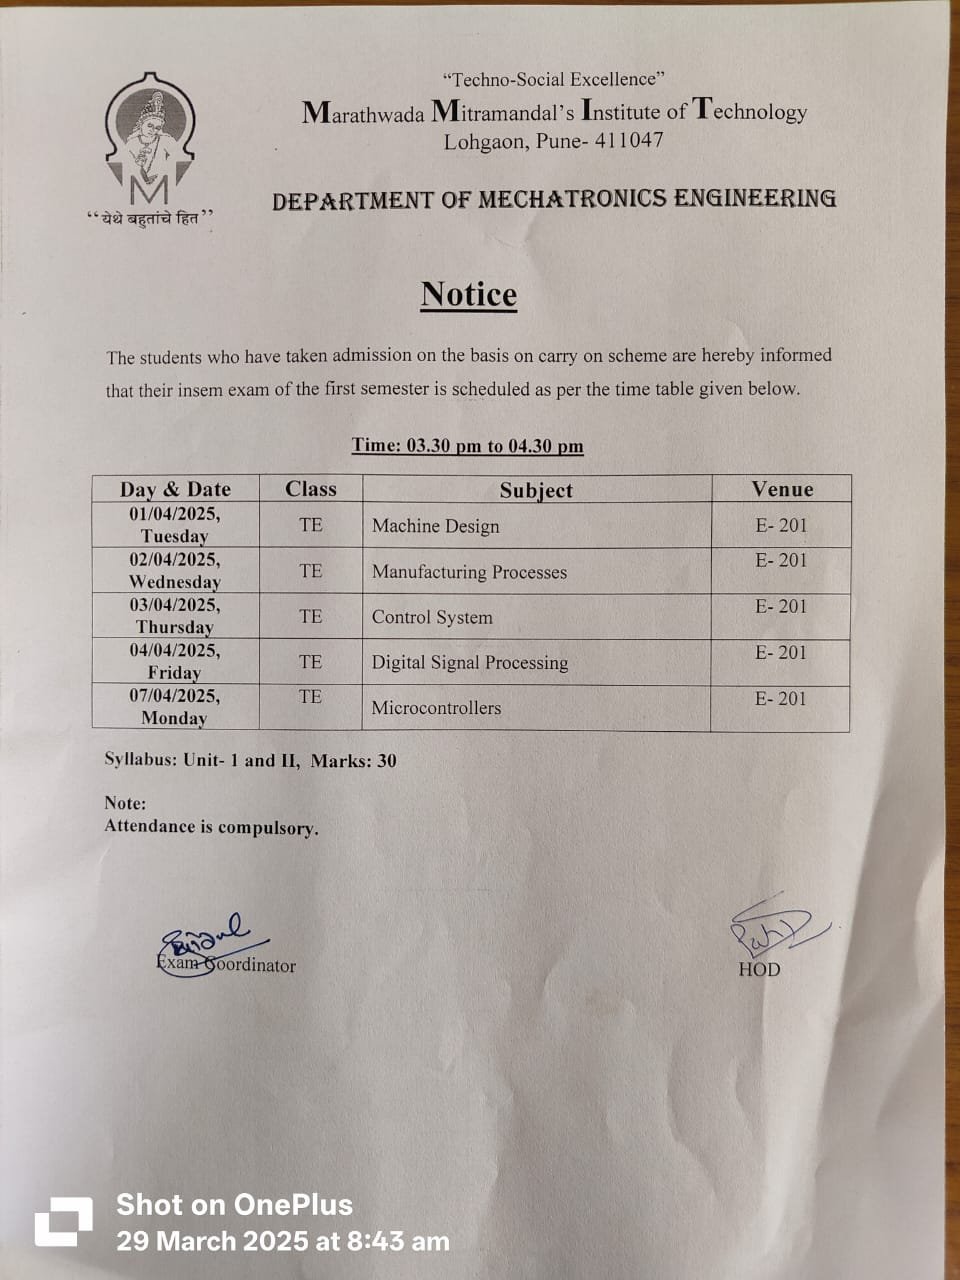 “Techno-Social Excellence”
Marathwada Mitramandal’s Institute of Technology
Lohgaon, Pune- 411047
M
“येथे बहुतांचे हित”
DEPARTMENT OF MECHATRONICS ENGINEERING
Notice
The students who have taken admission on the basis on carry on scheme are hereby informed
that their insem exam of the first semester is scheduled as per the time table given below.
Time: 03.30 pm to 04.30 pm
Day & Date Class Subject Venue
01/04/2025, Tuesday TE Machine Design E- 201
02/04/2025, Wednesday TE Manufacturing Processes E- 201
03/04/2025, Thursday TE Control System E- 201
04/04/2025, Friday TE Digital Signal Processing E- 201
07/04/2025, Monday TE Microcontrollers E- 201
Syllabus: Unit- 1 and II, Marks: 30
Note:
Attendance is compulsory.
Exam Coordinator
HOD
Shot on OnePlus
29 March 2025 at 8:43 am